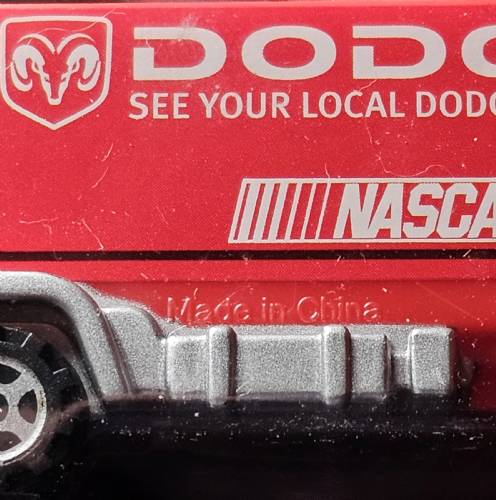 DODG
SEE YOUR LOCAL DODG
NASCA
Made in China